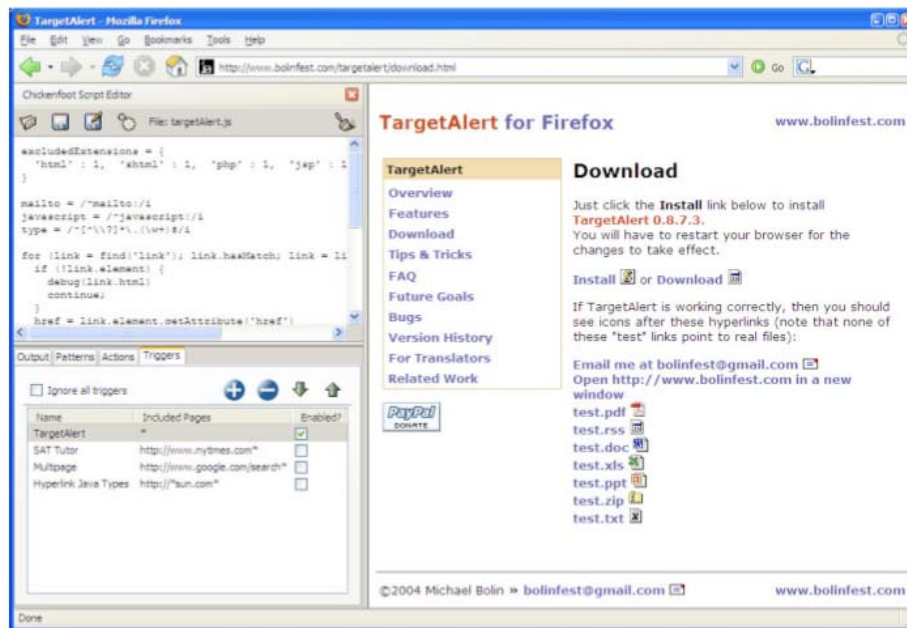 TargetAlert - Mozilla Firefox
File Edit View Go Bookmarks Tools Help
http://www.bolinfest.com/targetalert/download.html Go
Chickenfoot Script Editor
File: targetAlert.js
excludedExtensions = {
'html' : 1, 'shtml' : 1, 'php' : 1, 'jsp' : 1
}
mailto = /^mailto:/i
javascript = /^javascript:/i
for (link = find('link'); link.hasMatch; link = li
if (!link.element) {
debug(link.html)
continue;
}
href = link.element.getAttribute("href")
Output Patterns Actions Triggers
Ignore all triggers
Name Included Pages Enabled?
TargetAlert *
SAT Tutor http://www.nytimes.com*
Multpage http://www.google.com/search*
Hyperlink Java Types http://*sun.com*
Done
TargetAlert for Firefox www.bolinfest.com
TargetAlert
Overview
Features
Download
Tips & Tricks
FAQ
Future Goals
Bugs
Version History
For Translators
Related Work
PayPal
DONATE
Download
Just click the Install link below to install
TargetAlert 0.8.7.3.
You will have to restart your browser for the
changes to take effect.
Install or Download
If TargetAlert is working correctly, then you should
see icons after these hyperlinks (note that none of
these "test" links point to real files):
Email me at bolinfest@gmail.com
Open http://www.bolinfest.com in a new
window
test.pdf
test.rss
test.doc
test.xls
test.ppt
test.zip
test.txt
©2004 Michael Bolin » bolinfest@gmail.com www.bolinfest.com